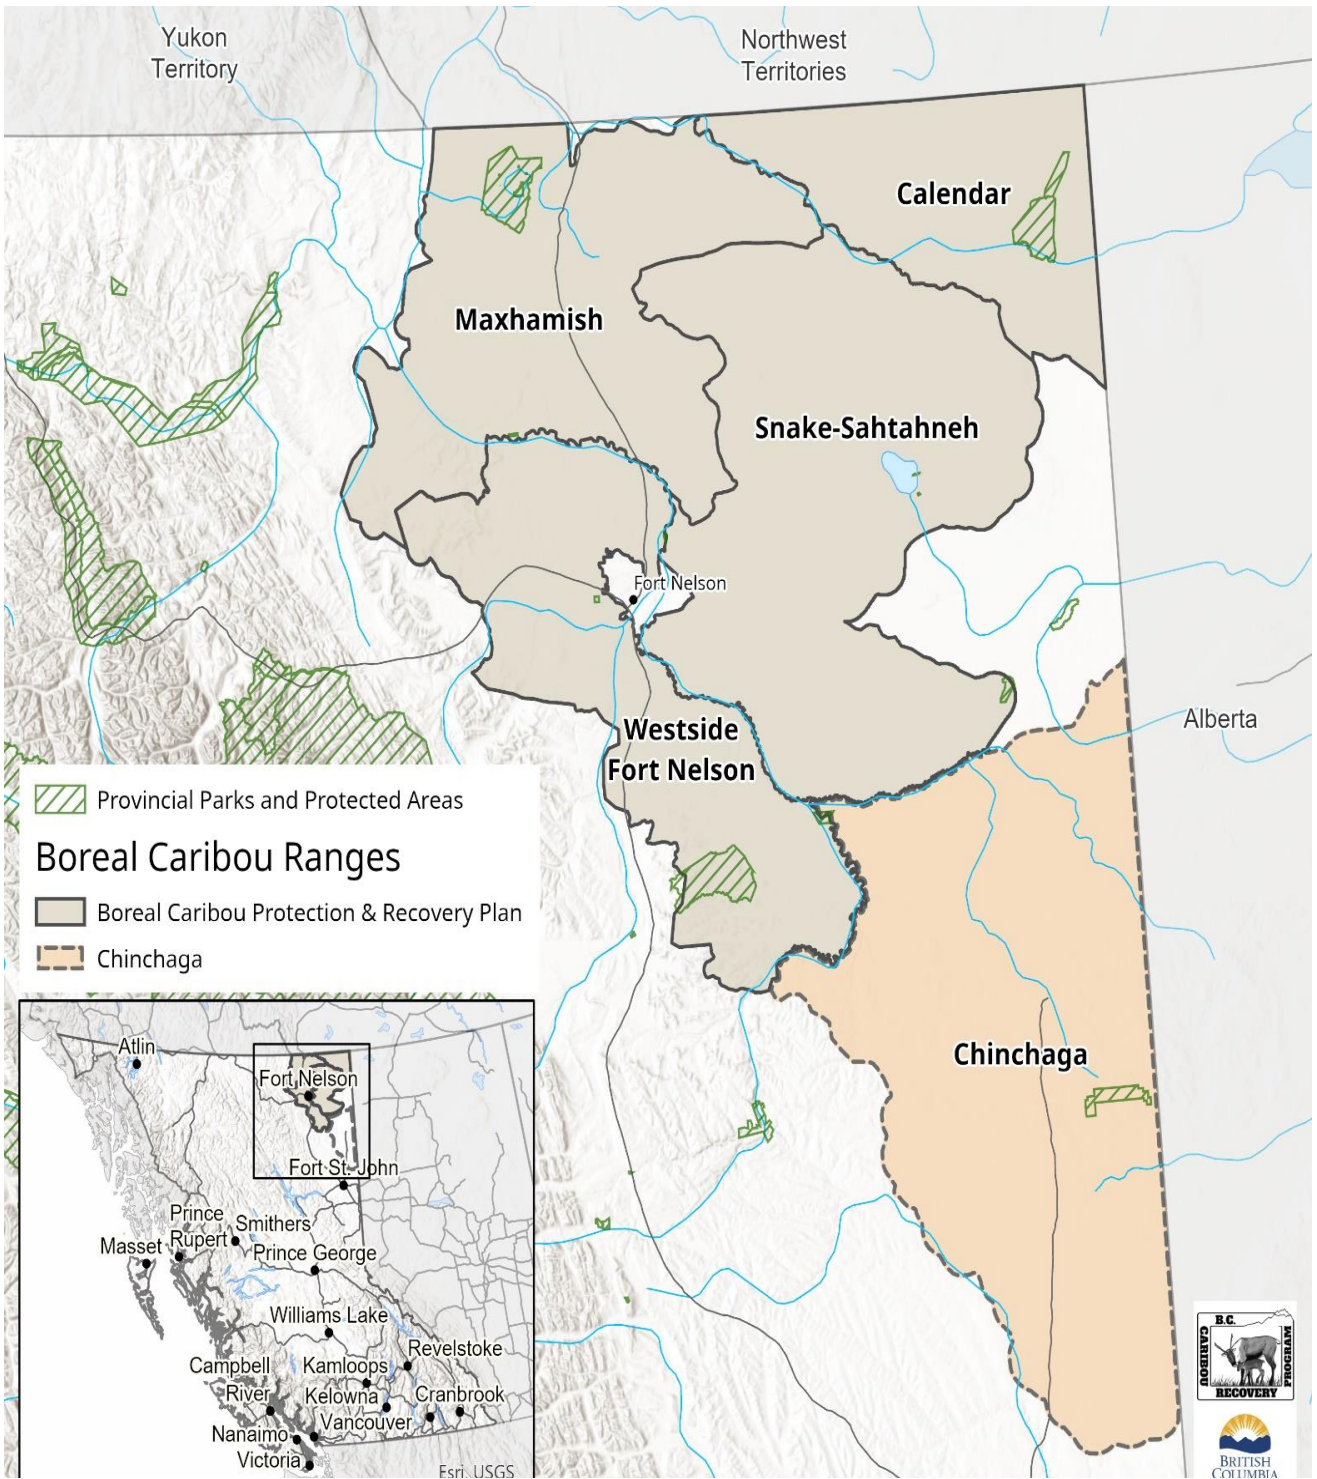 Yukon
Territory
Northwest
Territories
Calendar
Maxhamish
Snake-Sahtahneh
Fort Nelson
Westside
Fort Nelson
Alberta
Chinchaga
Provincial Parks and Protected Areas
Boreal Caribou Ranges
Boreal Caribou Protection & Recovery Plan
Chinchaga
Atlin
Fort Nelson
Fort St. John
Prince
Rupert
Smithers
Masset
Prince George
Williams Lake
Revelstoke
Campbell
River
Kamloops
Kelowna
Cranbrook
Vancouver
Nanaimo
Victoria
Esri, USGS
B.C.
CARIBOU
RECOVERY
PROGRAM
BRITISH
COLUMBIA